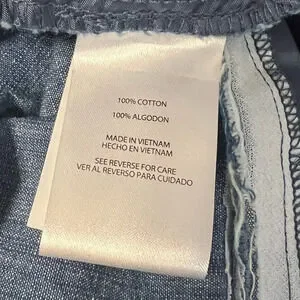 100% COTTON
100% ALGODON
MADE IN VIETNAM
HECHO EN VIETNAM
SEE REVERSE FOR CARE
VER AL REVERSO PARA CUIDADO